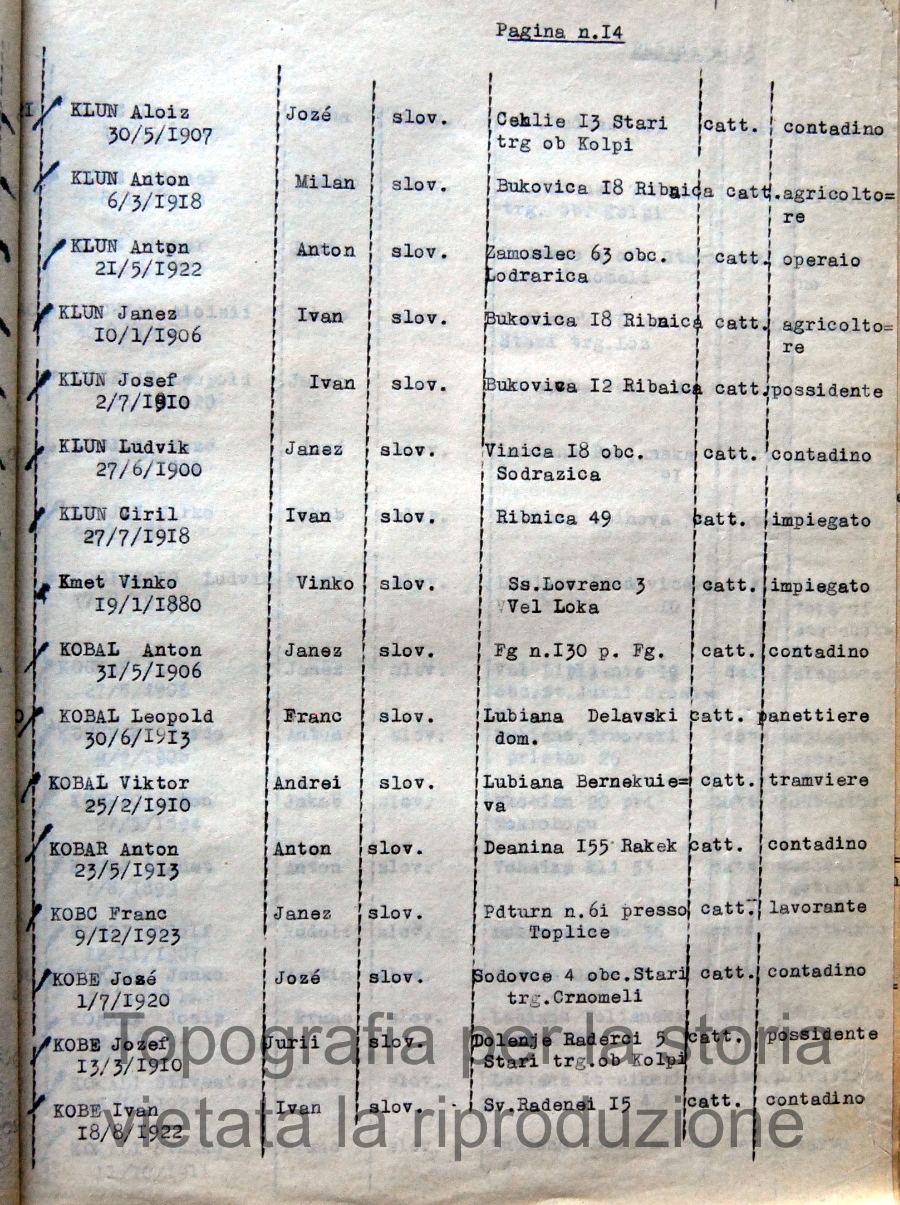 Pagina n.I4
KLUN Aloiz Jozé slov. Cehlie I3 Stari catt. contadino
30/5/I907 trg ob Kolpi
KLUN Anton Milan slov. Bukovica I8 Ribnica catt. agricolto=
6/3/I9I8 re
KLUN Anton Anton slov. Zamoslec 63 obc. catt. operaio
2I/5/I922 Lodrarica
KLUN Janez Ivan slov. Bukovica I8 Ribnica catt. agricolto=
I0/1/I906 re
KLUN Josef Ivan slov. Bukovica I2 Ribaica catt. possidente
2/7/I9I0
KLUN Ludvik Janez slov. Vinica I8 obc. catt. contadino
27/6/I900 Sodrazica
KLUN Ciril Ivan slov. Ribnica 49 catt. impiegato
27/7/I9I8
Kmet Vinko Vinko slov. Ss.Lovrenc 3 catt. impiegato
I9/1/I880 VVel Loka
KOBAL Anton Janez slov. Fg n.I30 p. Fg. catt. contadino
3I/5/I906
KOBAL Leopold Franc slov. Lubiana Delavski catt. panettiere
30/6/I9I3 dom.
KOBAL Viktor Andrei slov. Lubiana Bernekuie= catt. tramviere
25/2/I9I0 va
KOBAR Anton Anton slov. Deanina I55 Rakek catt. contadino
23/5/I9I3
KOBC Franc Janez slov. Pdturn n.6i presso catt. lavorante
9/I2/I923 Toplice
KOBE José Jozé slov. Sodovce 4 obc.Stari catt. contadino
1/7/I920 trg.Crnomeli
KOBE Jozef Jurii slov. Dolenje Raderci 5 catt. possidente
I3/3/I9I0 Stari trg.ob Kolpi
KOBE Ivan Ivan slov. Sv.Radenei I5 catt. contadino
I8/8/I922
Topografia per la storia
vietata la riproduzione